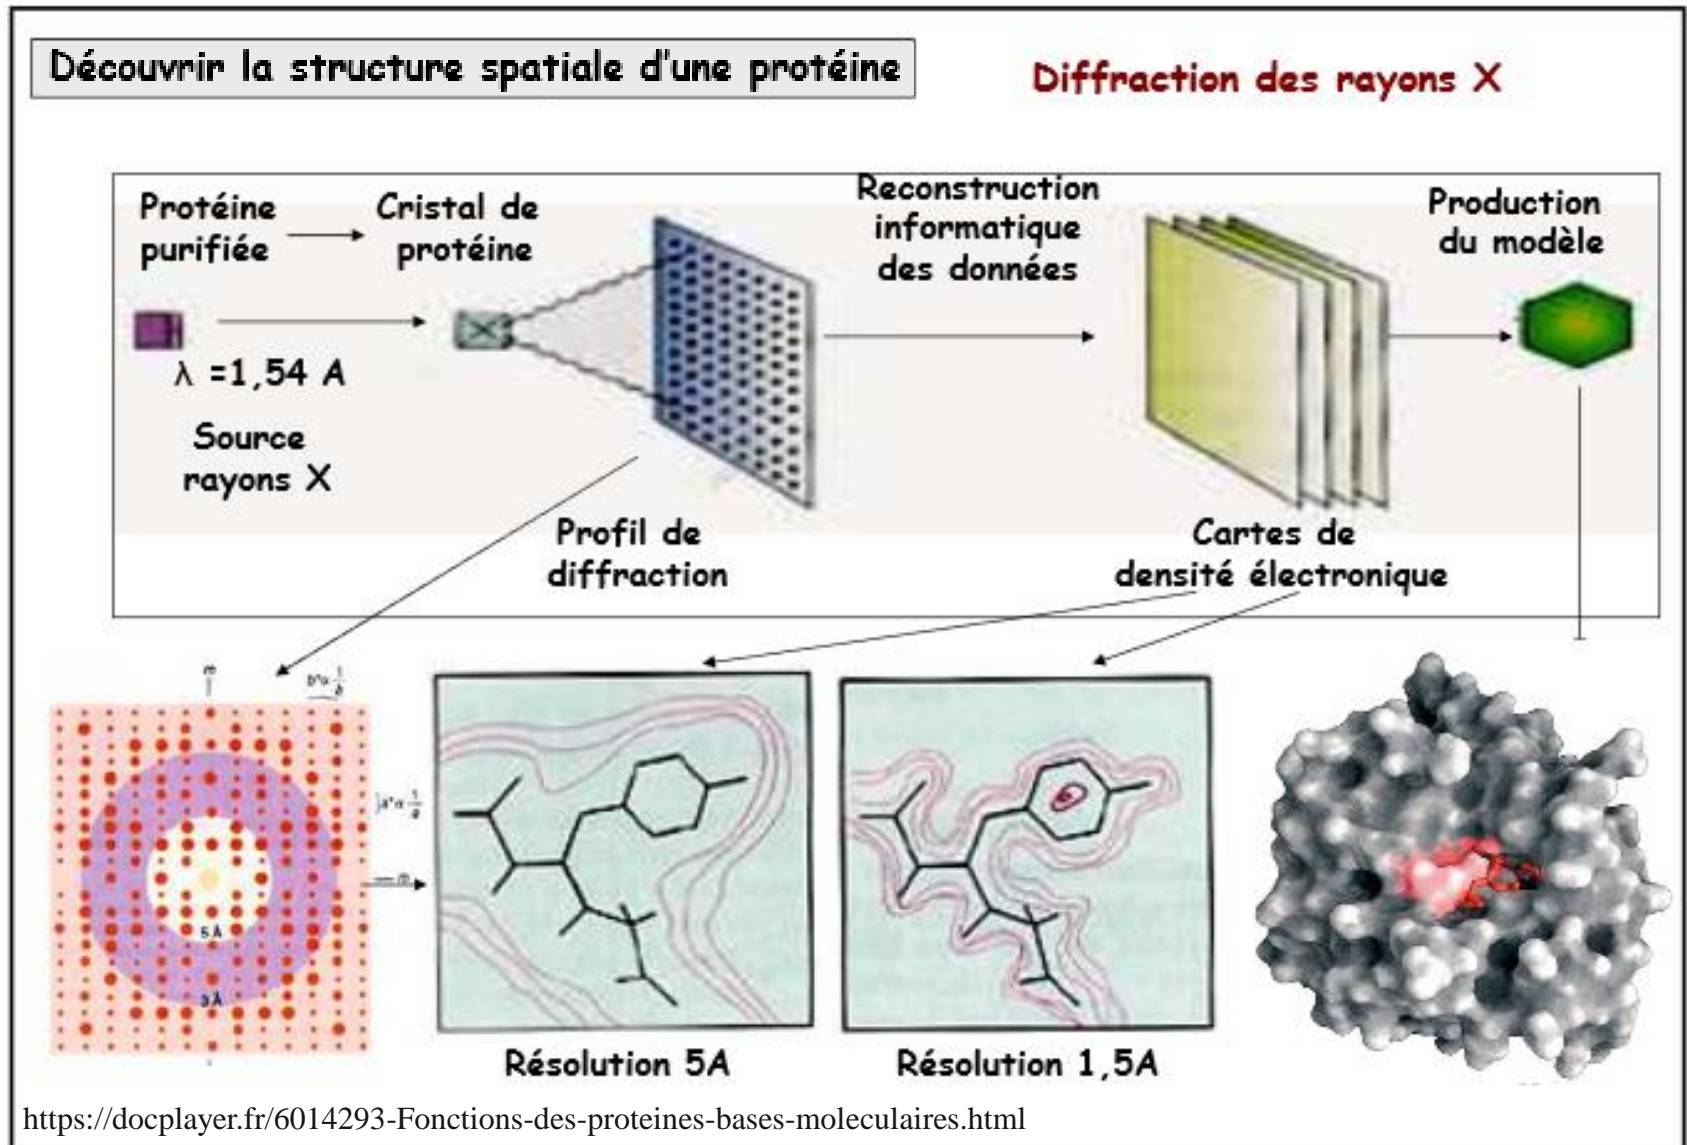 Découvrir la structure spatiale d'une protéine
Diffraction des rayons X
Protéine
purifiée
Cristal de
protéine
Reconstruction
informatique
des données
Production
du modèle
λ =1,54 A
Source
rayons X
Profil de
diffraction
Cartes de
densité électronique
m
5 Å
3 Å
m
Résolution 5A
Résolution 1,5A
https://docplayer.fr/6014293-Fonctions-des-proteines-bases-moleculaires.html